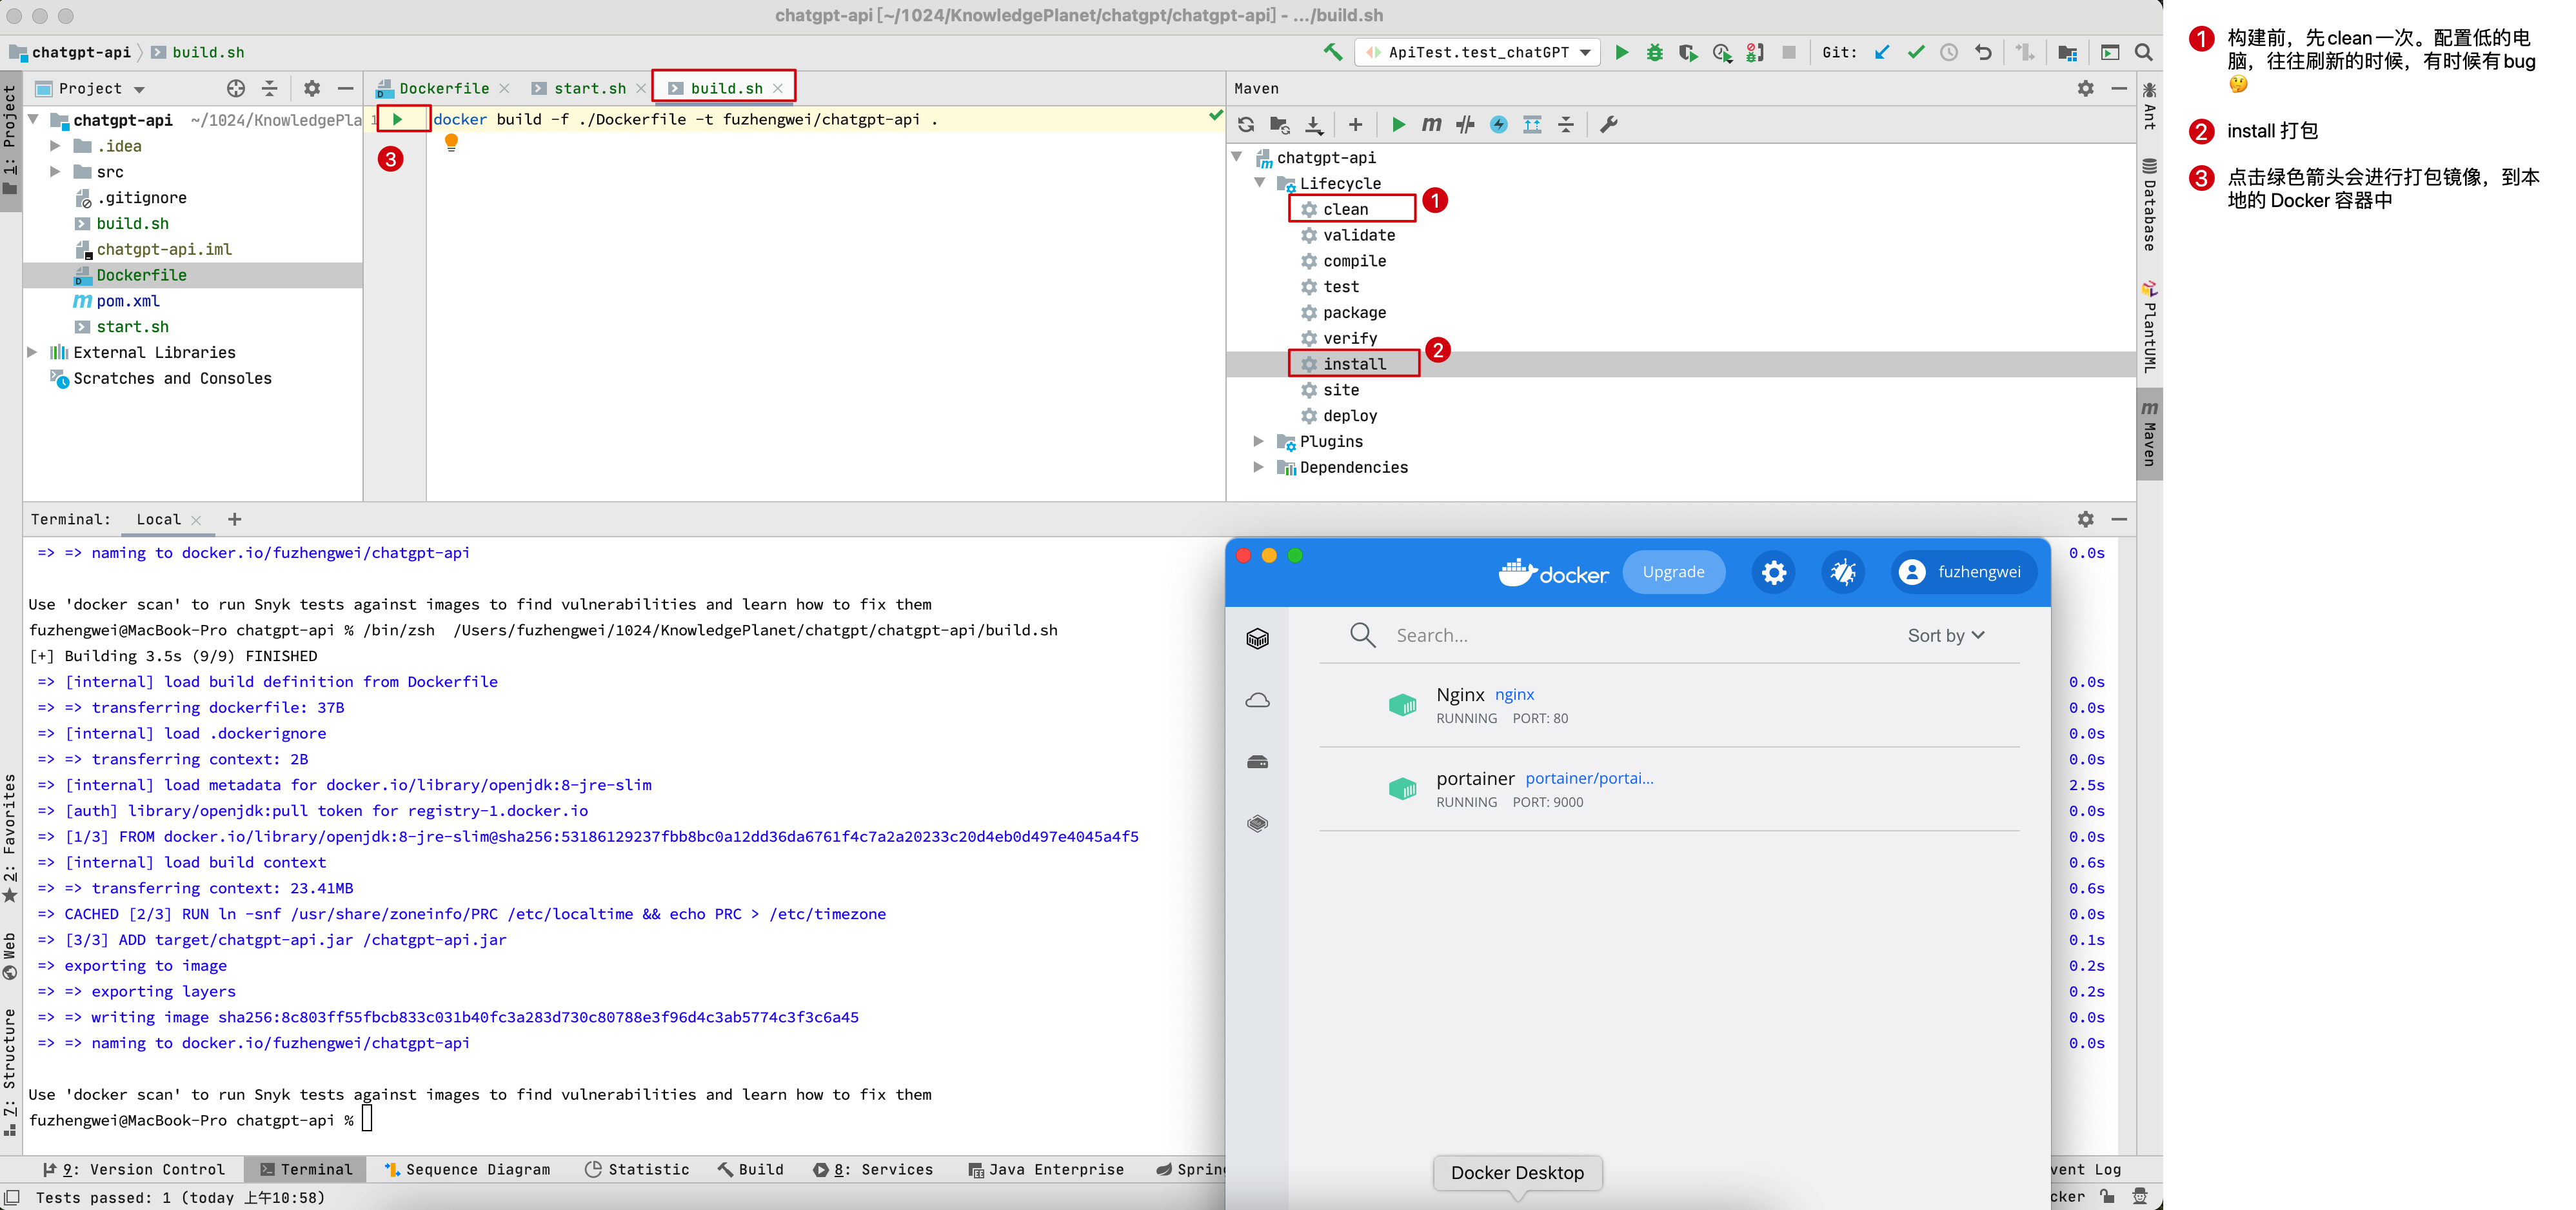 chatgpt-api [~/1024/KnowledgePlanet/chatgpt/chatgpt-api] - .../build.sh
chatgpt-api
build.sh
ApiTest.test_chatGPT
Git:
1: Project
Project
Dockerfile
start.sh
build.sh
chatgpt-api ~/1024/KnowledgePla
.idea
src
.gitignore
build.sh
chatgpt-api.iml
Dockerfile
pom.xml
start.sh
External Libraries
Scratches and Consoles
docker build -f ./Dockerfile -t fuzhengwei/chatgpt-api .
3
Maven
chatgpt-api
Lifecycle
clean
1
validate
compile
test
package
verify
install
2
site
deploy
Plugins
Dependencies
Ant
Database
PlantUML
Maven
1 构建前，先clean一次。配置低的电
脑，往往刷新的时候，有时候有bug
🤔
2 install 打包
3 点击绿色箭头会进行打包镜像，到本
地的 Docker 容器中
Terminal: Local
=> => naming to docker.io/fuzhengwei/chatgpt-api 0.0s
Use 'docker scan' to run Snyk tests against images to find vulnerabilities and learn how to fix them
fuzhengwei@MacBook-Pro chatgpt-api % /bin/zsh /Users/fuzhengwei/1024/KnowledgePlanet/chatgpt/chatgpt-api/build.sh
[+] Building 3.5s (9/9) FINISHED
=> [internal] load build definition from Dockerfile 0.0s
=> => transferring dockerfile: 37B 0.0s
=> [internal] load .dockerignore 0.0s
=> => transferring context: 2B 0.0s
=> [internal] load metadata for docker.io/library/openjdk:8-jre-slim 2.5s
=> [auth] library/openjdk:pull token for registry-1.docker.io 0.0s
=> [1/3] FROM docker.io/library/openjdk:8-jre-slim@sha256:53186129237fbb8bc0a12dd36da6761f4c7a2a20233c20d4eb0d497e4045a4f5 0.0s
=> [internal] load build context 0.6s
=> => transferring context: 23.41MB 0.6s
=> CACHED [2/3] RUN ln -snf /usr/share/zoneinfo/PRC /etc/localtime && echo PRC > /etc/timezone 0.0s
=> [3/3] ADD target/chatgpt-api.jar /chatgpt-api.jar 0.1s
=> exporting to image 0.2s
=> => exporting layers 0.2s
=> => writing image sha256:8c803ff55fbcb833c031b40fc3a283d730c80788e3f96d4c3ab5774c3f3c6a45 0.0s
=> => naming to docker.io/fuzhengwei/chatgpt-api 0.0s
Use 'docker scan' to run Snyk tests against images to find vulnerabilities and learn how to fix them
fuzhengwei@MacBook-Pro chatgpt-api %
docker
Upgrade
fuzhengwei
Search...
Sort by
Nginx nginx
RUNNING PORT: 80
portainer portainer/portai...
RUNNING PORT: 9000
Docker Desktop
2: Favorites
Web
7: Structure
9: Version Control
Terminal
Sequence Diagram
Statistic
Build
8: Services
Java Enterprise
Spring
vent Log
Tests passed: 1 (today 上午10:58)
cker